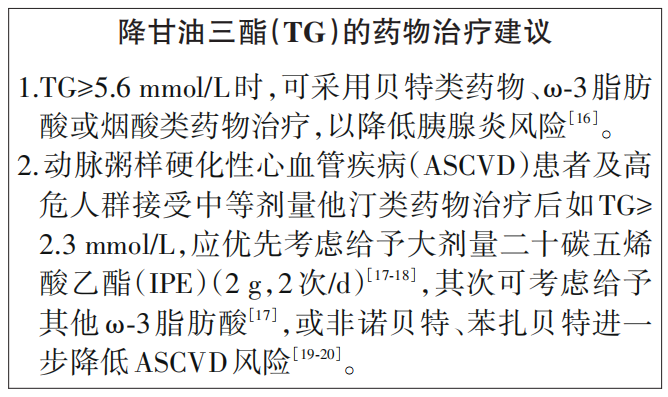 降甘油三酯(TG)的药物治疗建议
1.TG≥5.6 mmol/L时,可采用贝特类药物、ω-3脂肪
酸或烟酸类药物治疗,以降低胰腺炎风险[16]。
2.动脉粥样硬化性心血管疾病(ASCVD)患者及高
危人群接受中等剂量他汀类药物治疗后如TG≥
2.3 mmol/L,应优先考虑给予大剂量二十碳五烯
酸乙酯(IPE)(2 g,2次/d)[17-18],其次可考虑给予
其他ω-3脂肪酸[17],或非诺贝特、苯扎贝特进一
步降低ASCVD风险[19-20]。